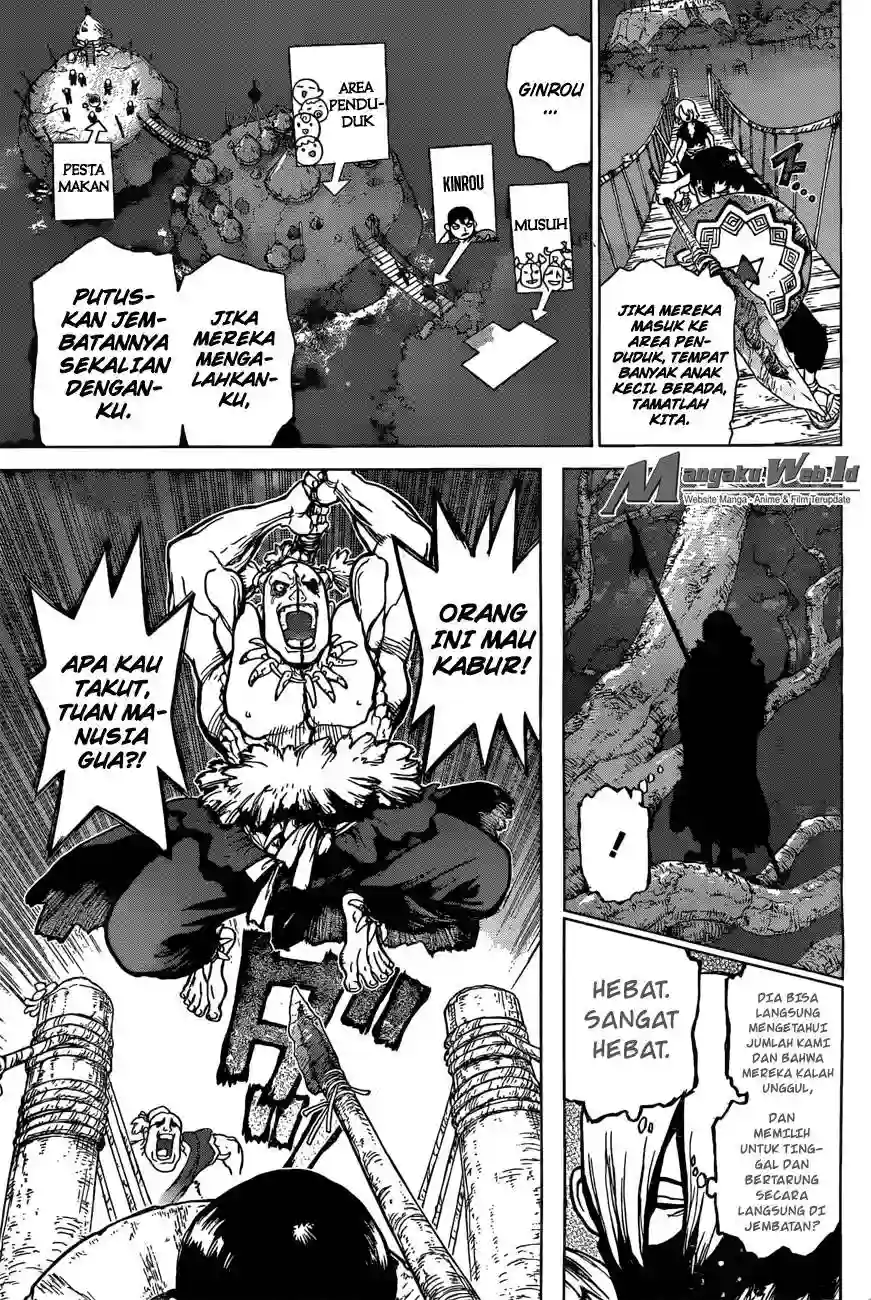 JIKA MEREKA
MASUK KE
AREA PEN-
DUDUK, TEMPAT
BANYAK ANAK
KECIL BERADA,
TAMATLAH
KITA.
GINROU
...
AREA
PENDU-
DUK
PESTA
MAKAN
KINROU
MUSUH
JIKA
MEREKA
MENGA-
LAHKAN-
KU,
PUTUS-
KAN JEM-
BATANNYA
SEKALIAN
DENGAN-
KU.
Mangaku.Web.Id
Website Manga - Anime & Film Terupdate
!
DIA BISA
LANGSUNG
MENGETAHUI
JUMLAH KAMI
DAN BAHWA
MEREKA KALAH
UNGGUL,
DAN
MEMILIH
UNTUK TING-
GAL DAN
BERTARUNG
SECARA
LANGSUNG DI
JEMBATAN?
HEBAT.
SANGAT
HEBAT.
ORANG
INI MAU
KABUR!
APA KAU
TAKUT,
TUAN MA-
NUSIA
GUA?!